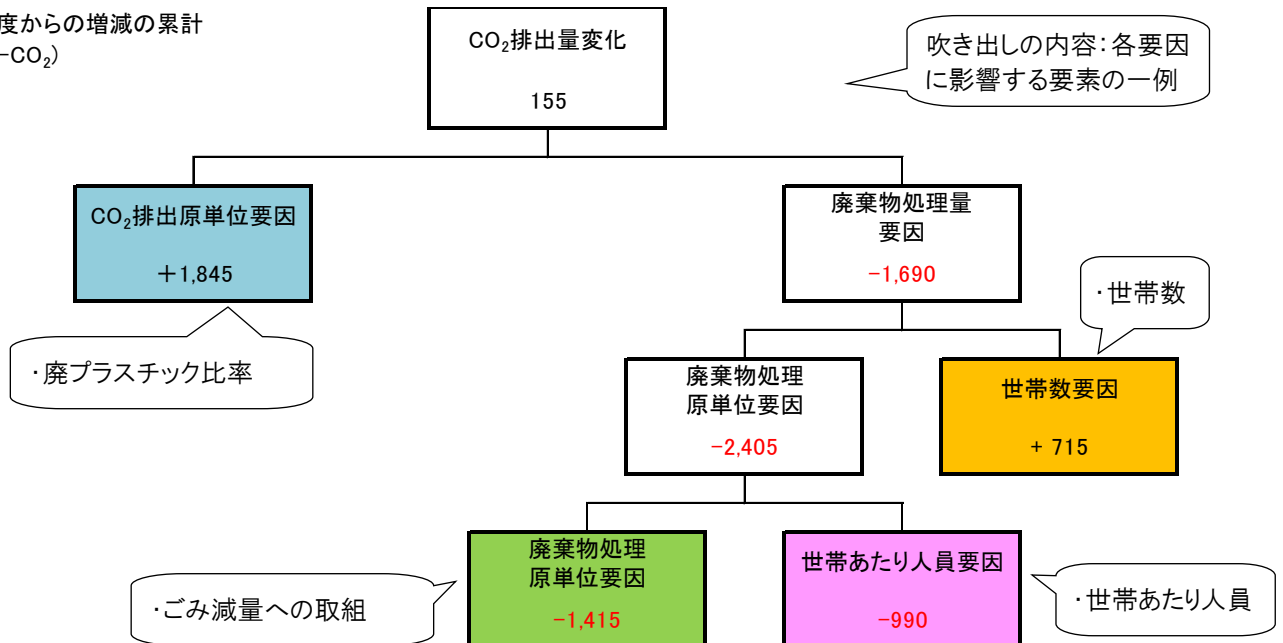 度からの増減の累計
-CO₂)
CO₂排出量変化
155
吹き出しの内容：各要因
に影響する要素の一例
CO₂排出原単位要因
＋1,845
廃棄物処理量
要因
-1,690
・世帯数
・廃プラスチック比率
廃棄物処理
原単位要因
-2,405
世帯数要因
+ 715
廃棄物処理
原単位要因
-1,415
世帯あたり人員要因
-990
・ごみ減量への取組
・世帯あたり人員